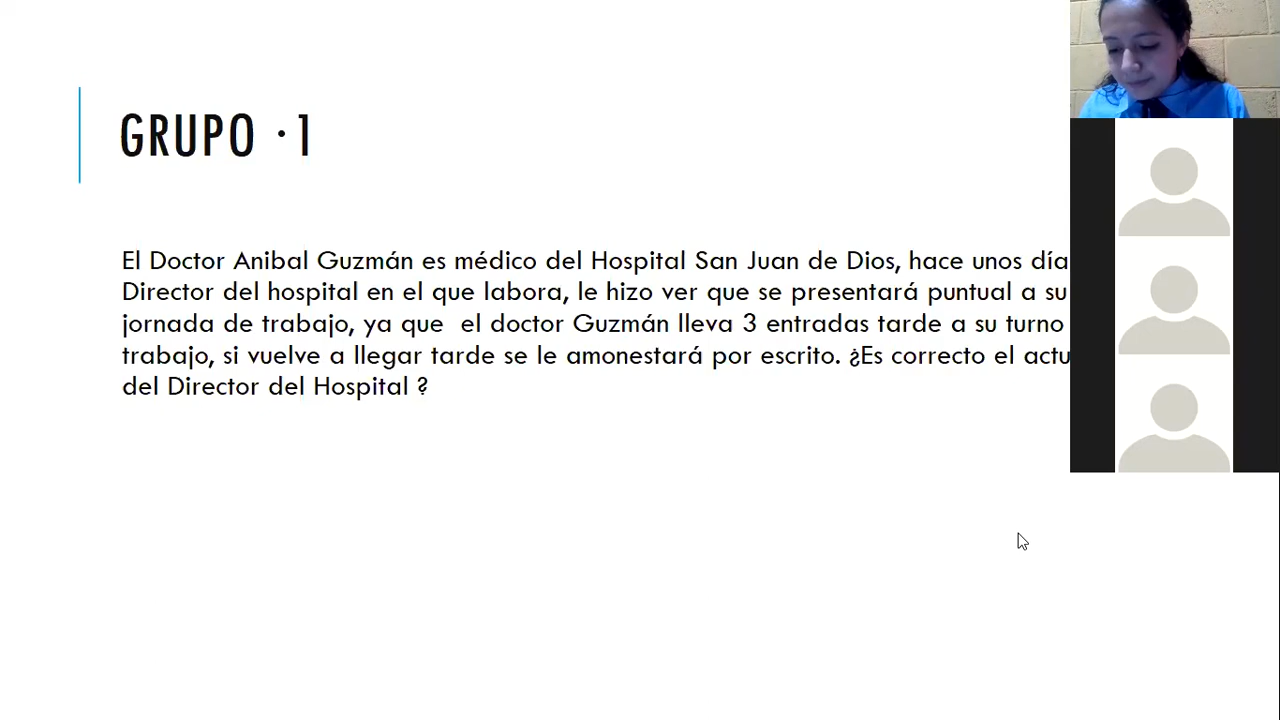 GRUPO ·1
El Doctor Anibal Guzmán es médico del Hospital San Juan de Dios, hace unos
Director del hospital en el que labora, le hizo ver que se presentará puntual a su
jornada de trabajo, ya que el doctor Guzmán lleva 3 entradas tarde a su turno
trabajo, si vuelve a llegar tarde se le amonestará por escrito. ¿Es correcto el
del Director del Hospital ?